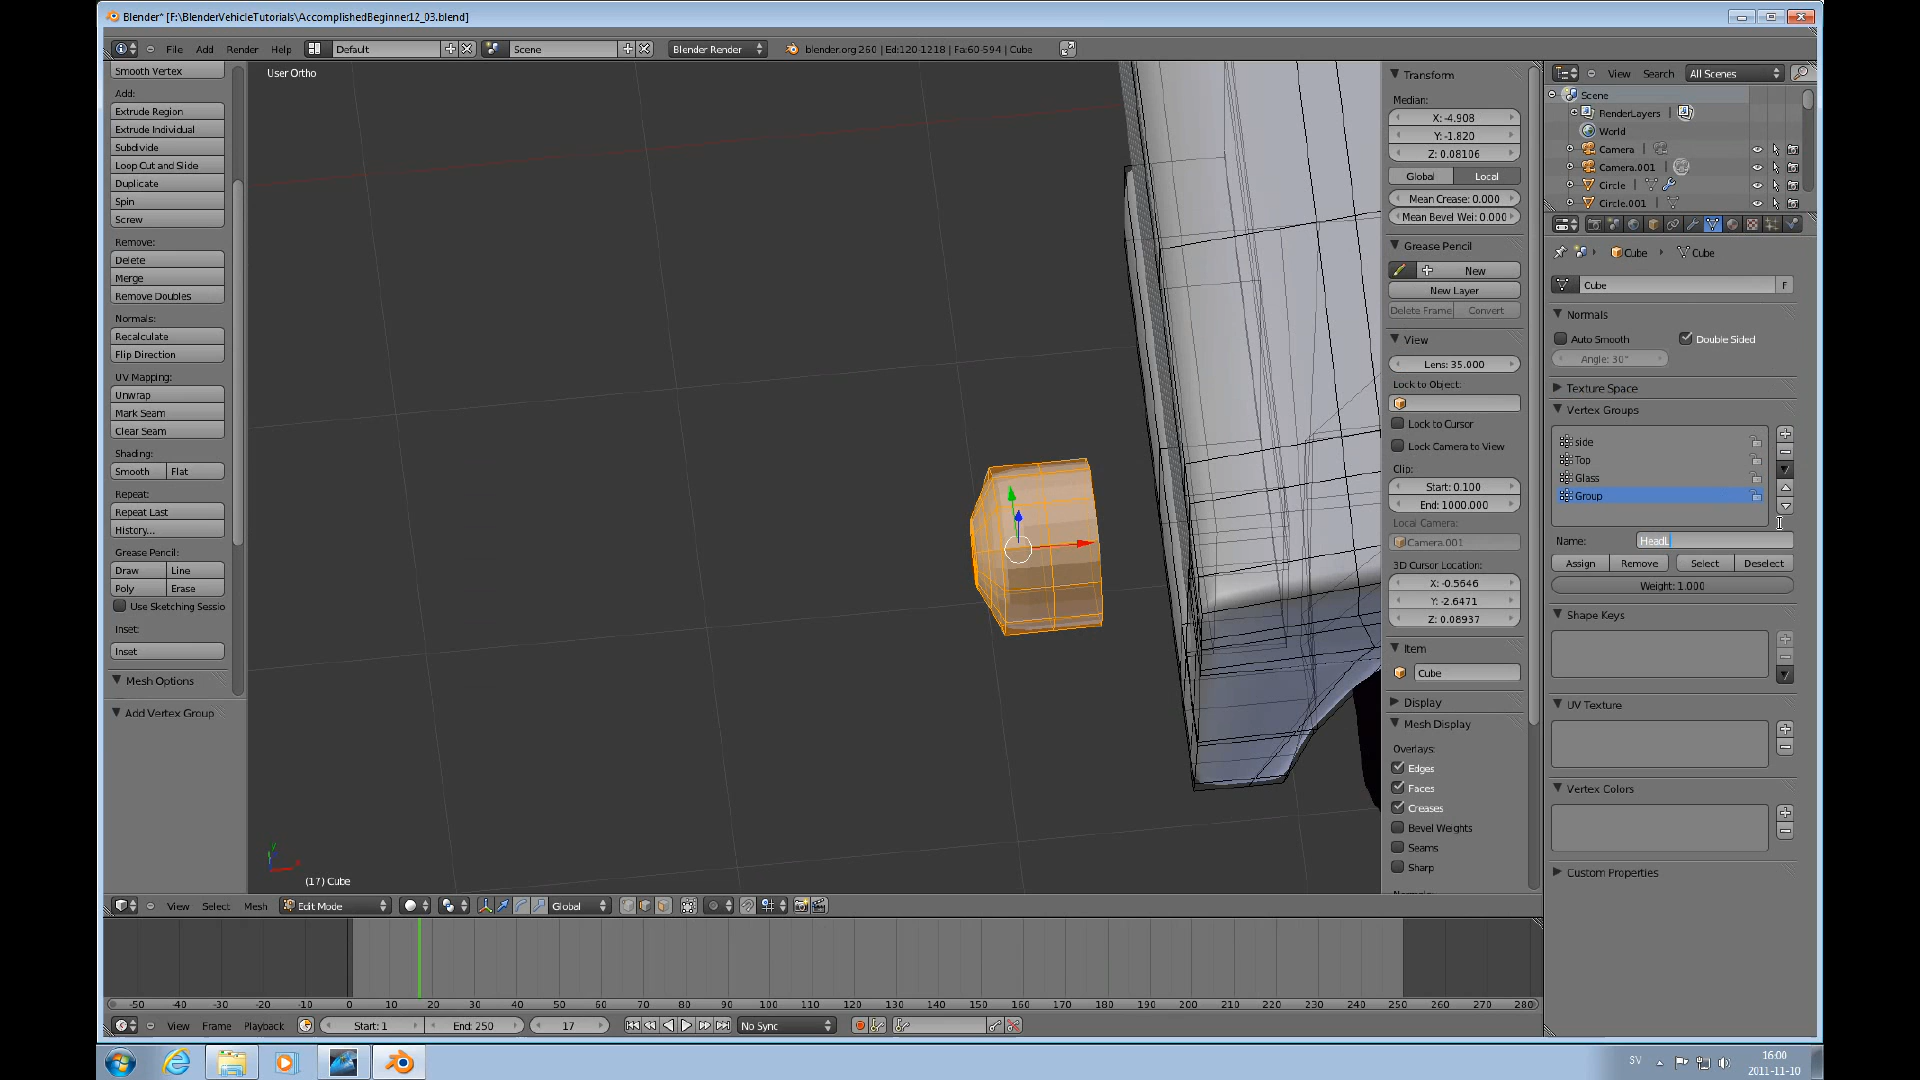 Blender* [F:\BlenderVehicleTutorials\AccomplishedBeginner12_03.blend]
File Add Render Help Default Scene Blender Render blender.org 260 | Ed:120-1218 | Fa:60-594 | Cube
Smooth Vertex
Add:
Extrude Region
Extrude Individual
Subdivide
Loop Cut and Slide
Duplicate
Spin
Screw
Remove:
Delete
Merge
Remove Doubles
Normals:
Recalculate
Flip Direction
UV Mapping:
Unwrap
Mark Seam
Clear Seam
Shading:
Smooth Flat
Repeat:
Repeat Last
History...
Grease Pencil:
Draw Line
Poly Erase
Use Sketching Sessio
Inset:
Inset
Mesh Options
Add Vertex Group
User Ortho
(17) Cube
Transform
Median:
X: -4.908
Y: -1.820
Z: 0.08106
Global Local
Mean Crease: 0.000
Mean Bevel Wei: 0.000
Grease Pencil
New
New Layer
Delete Frame Convert
View
Lens: 35.000
Lock to Object:
Lock to Cursor
Lock Camera to View
Clip:
Start: 0.100
End: 1000.000
Local Camera:
Camera.001
3D Cursor Location:
X: -0.5646
Y: -2.6471
Z: 0.08937
Item
Cube
Display
Mesh Display
Overlays:
Edges
Faces
Creases
Bevel Weights
Seams
Sharp
View Search All Scenes
Scene
RenderLayers
World
Camera
Camera.001
Circle
Circle.001
Cube Cube
Cube F
Normals
Auto Smooth Double Sided
Angle: 30°
Texture Space
Vertex Groups
side
Top
Glass
Group
Name: HeadL
Assign Remove Select Deselect
Weight: 1.000
Shape Keys
UV Texture
Vertex Colors
Custom Properties
View Select Mesh Edit Mode Global
-50 -40 -30 -20 -10 0 10 20 30 40 50 60 70 80 90 100 110 120 130 140 150 160 170 180 190 200 210 220 230 240 250 260 270 280
View Frame Playback Start: 1 End: 250 17 No Sync
SV 16:00
2011-11-10